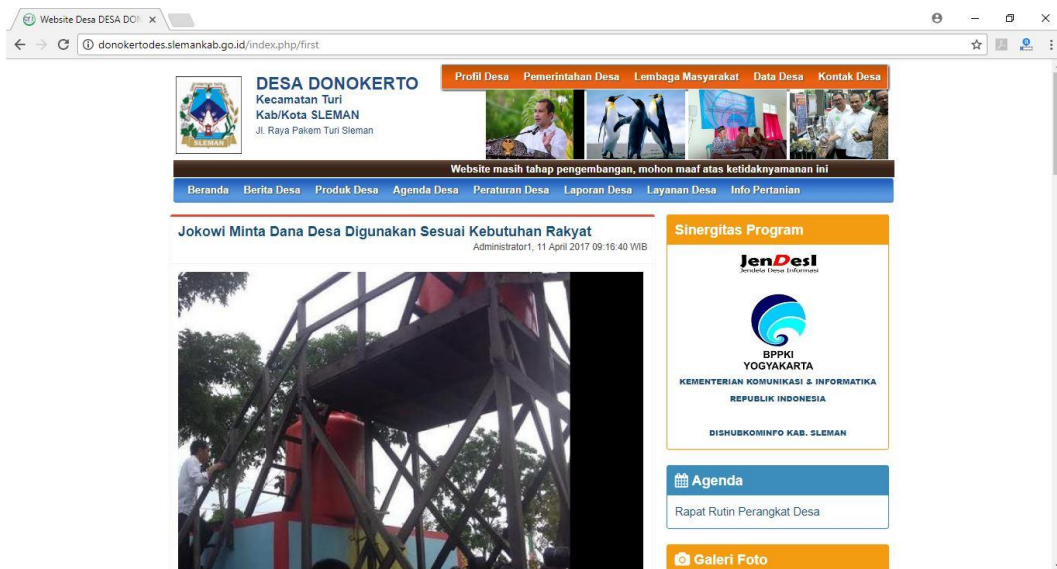 Website Desa DESA DON
donokertodes.slemankab.go.id/index.php/first
SLEMAN
DESA DONOKERTO
Kecamatan Turi
Kab/Kota SLEMAN
Jl. Raya Pakem Turi Sleman
Profil Desa Pemerintahan Desa Lembaga Masyarakat Data Desa Kontak Desa
Website masih tahap pengembangan, mohon maaf atas ketidaknyamanan ini
Beranda Berita Desa Produk Desa Agenda Desa Peraturan Desa Laporan Desa Layanan Desa Info Pertanian
Jokowi Minta Dana Desa Digunakan Sesuai Kebutuhan Rakyat
Administrator1, 11 April 2017 09:16:40 WIB
Sinergitas Program
JenDesI
Jendela Desa Informasi
BPPKI
YOGYAKARTA
KEMENTERIAN KOMUNIKASI & INFORMATIKA
REPUBLIK INDONESIA
DISHUBKOMINFO KAB. SLEMAN
Agenda
Rapat Rutin Perangkat Desa
Galeri Foto